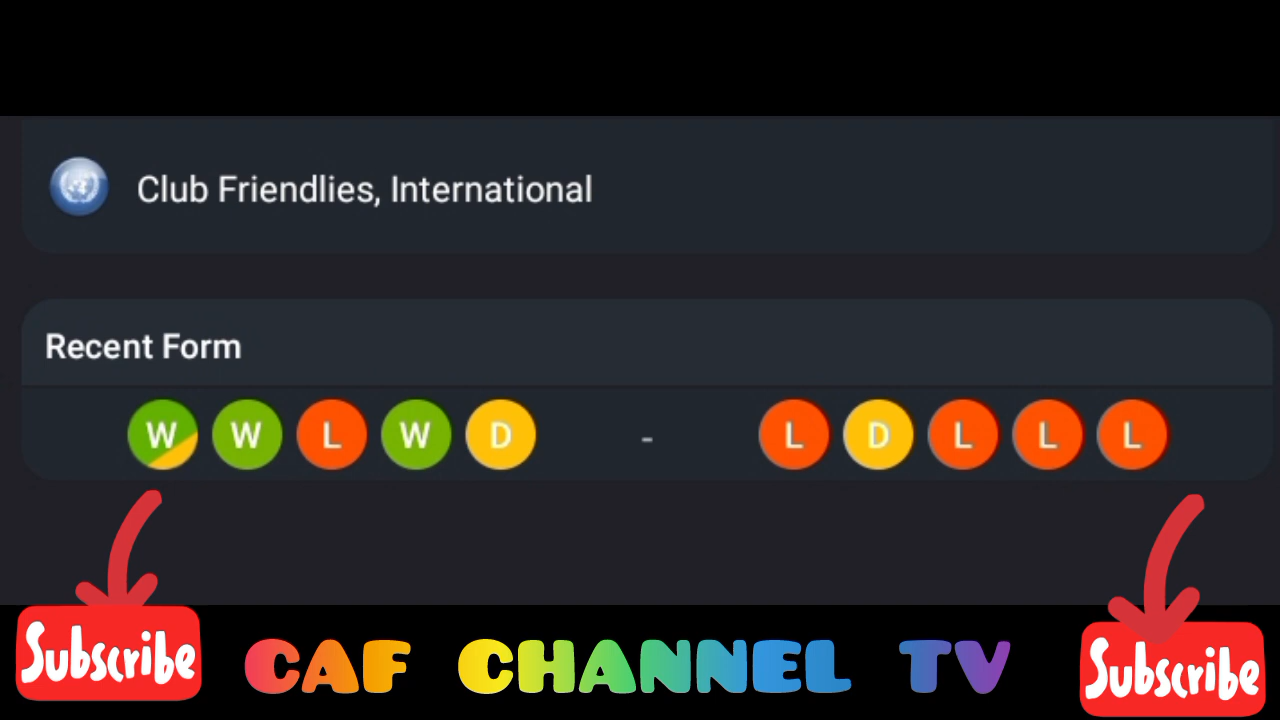 Club Friendlies, International
Recent Form
W W L W D - L D L L L
Subscribe CAF CHANNEL TV Subscribe